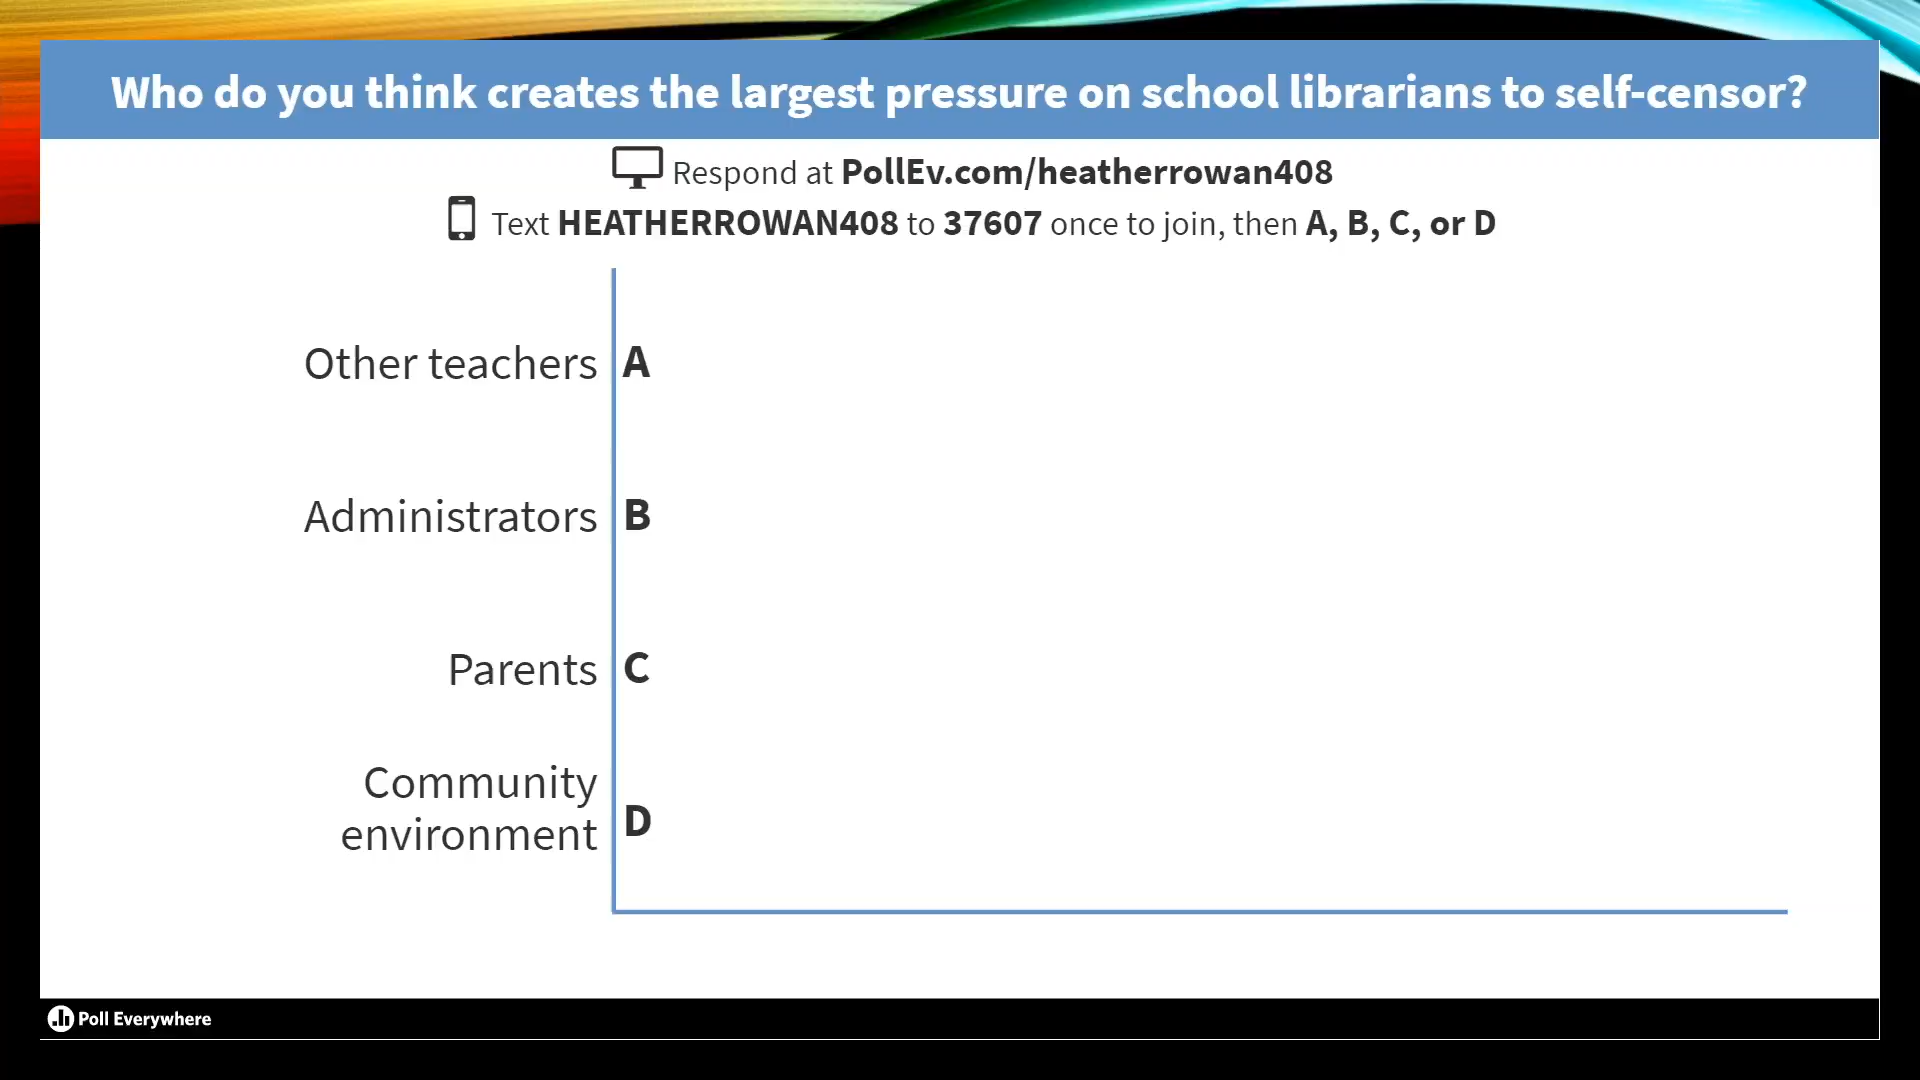 Who do you think creates the largest pressure on school librarians to self-censor?
Respond at PollEv.com/heatherrowan408
Text HEATHERROWAN408 to 37607 once to join, then A, B, C, or D
Other teachers A
Administrators B
Parents C
Community
environment D
Poll Everywhere